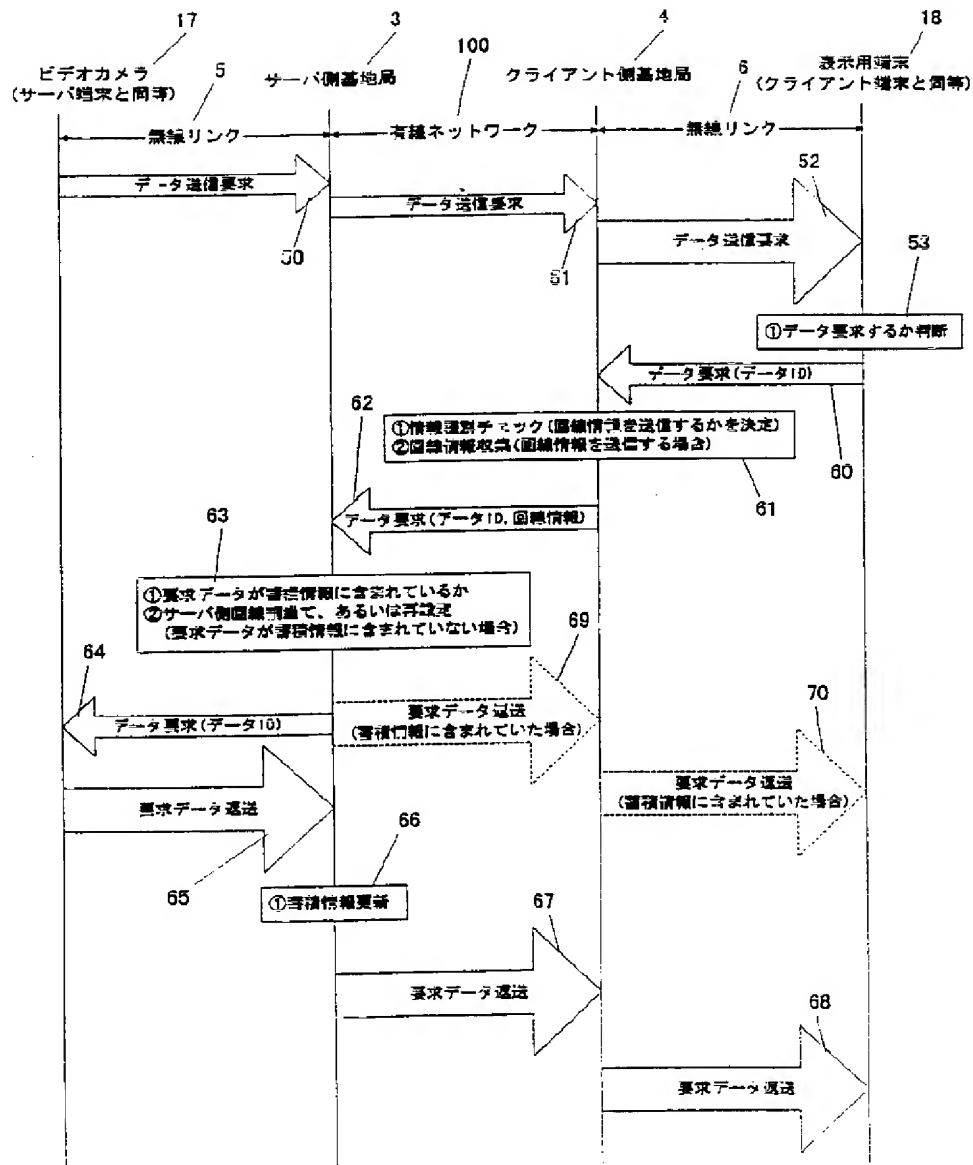 17
3
4
18
ビデオカメラ
(サーバ端末と同等)
5
サーバ側基地局
100
クライアント側基地局
6
表示用端末
(クライアント端末と同等)
無線リンク
有線ネットワーク
無線リンク
データ送信要求
50
データ送信要求
51
データ送信要求
52
53
①データ要求するか判断
データ要求(データID)
60
62
①情報種別チェック(回線情報を送信するかを決定)
②回線情報収集(回線情報を送信する場合)
61
データ要求(データID,回線情報)
63
①要求データが蓄積情報に含まれているか
②サーバ側回線割当て、あるいは再設定
(要求データが蓄積情報に含まれていない場合)
64
69
データ要求(データID)
要求データ返送
(蓄積情報に含まれていた場合)
70
要求データ返送
(蓄積情報に含まれていた場合)
要求データ返送
65
66
①蓄積情報更新
67
要求データ返送
68
要求データ返送